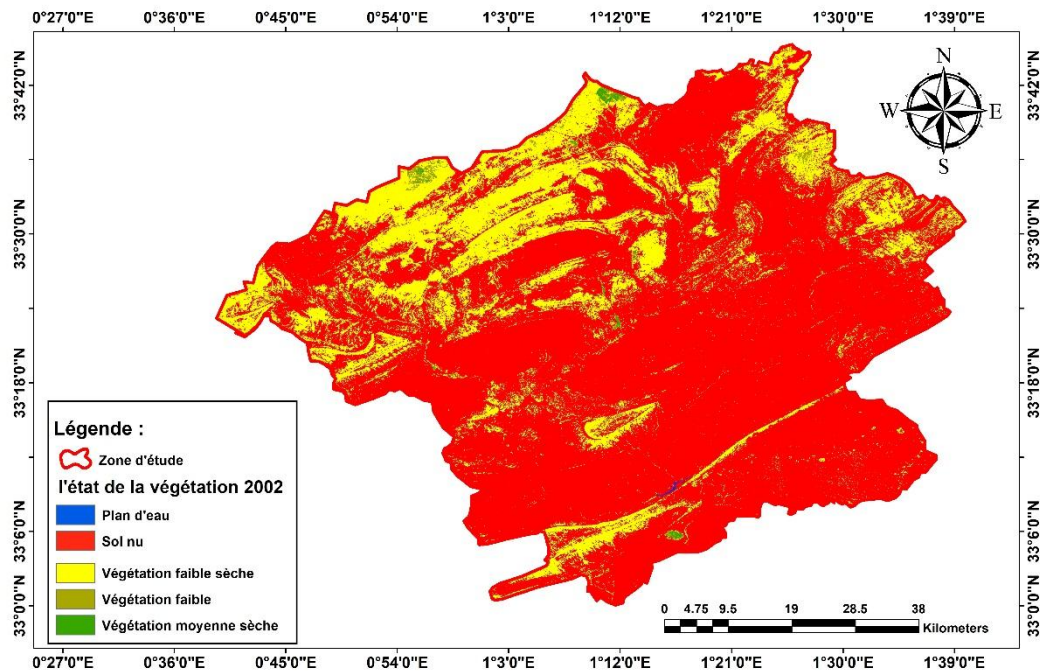 0°27'0"E 0°36'0"E 0°45'0"E 0°54'0"E 1°3'0"E 1°12'0"E 1°21'0"E 1°30'0"E 1°39'0"E
33°42'0"N 33°42'0"N
N
W E
S
33°30'0"N 33°30'0"N
33°18'0"N 33°18'0"N
Légende :
Zone d'étude
l'état de la végétation 2002
Plan d'eau
Sol nu
Végétation faible sèche
Végétation faible
Végétation moyenne sèche
33°6'0"N 33°6'0"N
33°0'0"N 33°0'0"N
0 4.75 9.5 19 28.5 38
Kilometers
0°27'0"E 0°36'0"E 0°45'0"E 0°54'0"E 1°3'0"E 1°12'0"E 1°21'0"E 1°30'0"E 1°39'0"E